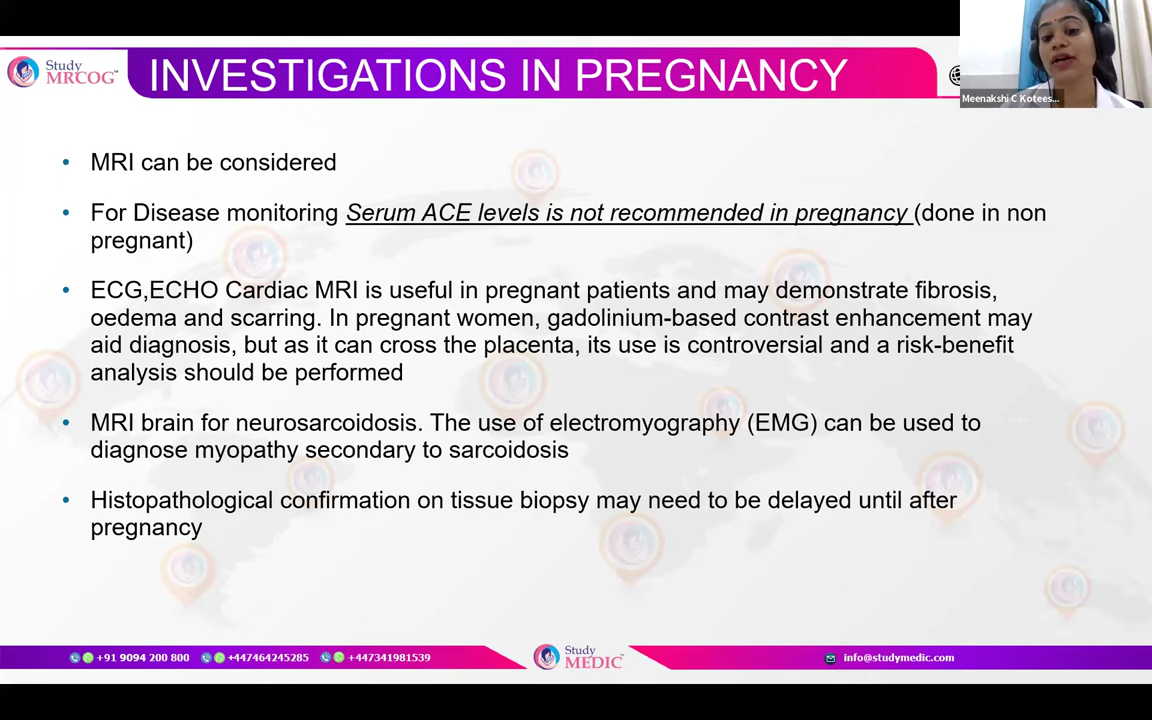 Study
MRCOG™
INVESTIGATIONS IN PREGNANCY
Meenakshi C Kotees...
• MRI can be considered
• For Disease monitoring Serum ACE levels is not recommended in pregnancy (done in non
pregnant)
• ECG,ECHO Cardiac MRI is useful in pregnant patients and may demonstrate fibrosis,
oedema and scarring. In pregnant women, gadolinium-based contrast enhancement may
aid diagnosis, but as it can cross the placenta, its use is controversial and a risk-benefit
analysis should be performed
• MRI brain for neurosarcoidosis. The use of electromyography (EMG) can be used to
diagnose myopathy secondary to sarcoidosis
• Histopathological confirmation on tissue biopsy may need to be delayed until after
pregnancy
+91 9094 200 800 +447464245285 +447341981539
Study
MEDIC™
info@studymedic.com